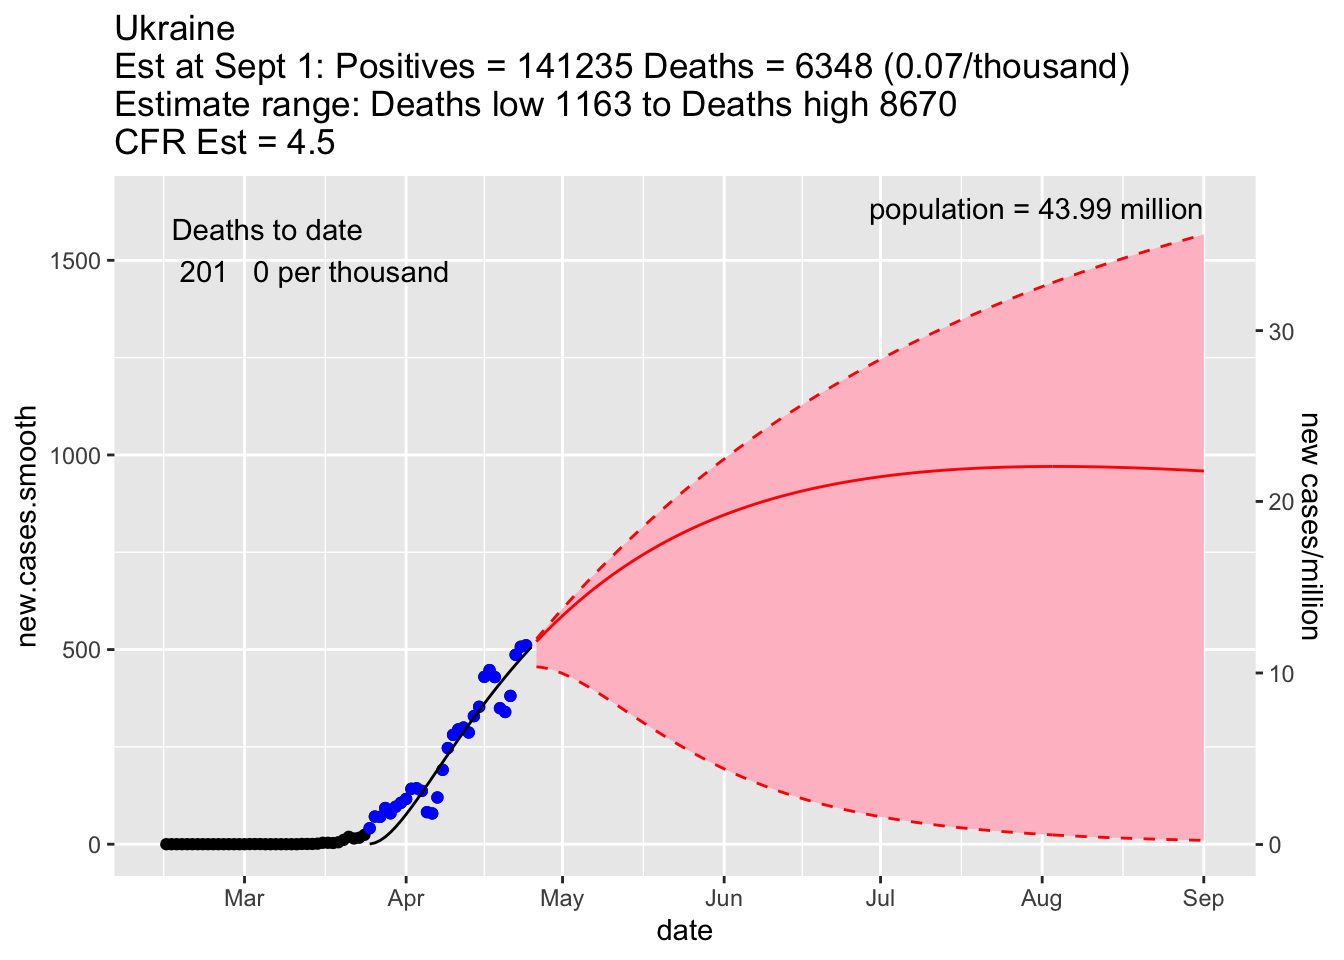 Ukraine
Est at Sept 1: Positives = 141235 Deaths = 6348 (0.07/thousand)
Estimate range: Deaths low 1163 to Deaths high 8670
CFR Est = 4.5
population = 43.99 million
Deaths to date
201 0 per thousand
1500
1000
500
0
new.cases.smooth
30
20
10
0
new cases/million
Mar Apr May Jun Jul Aug Sep
date